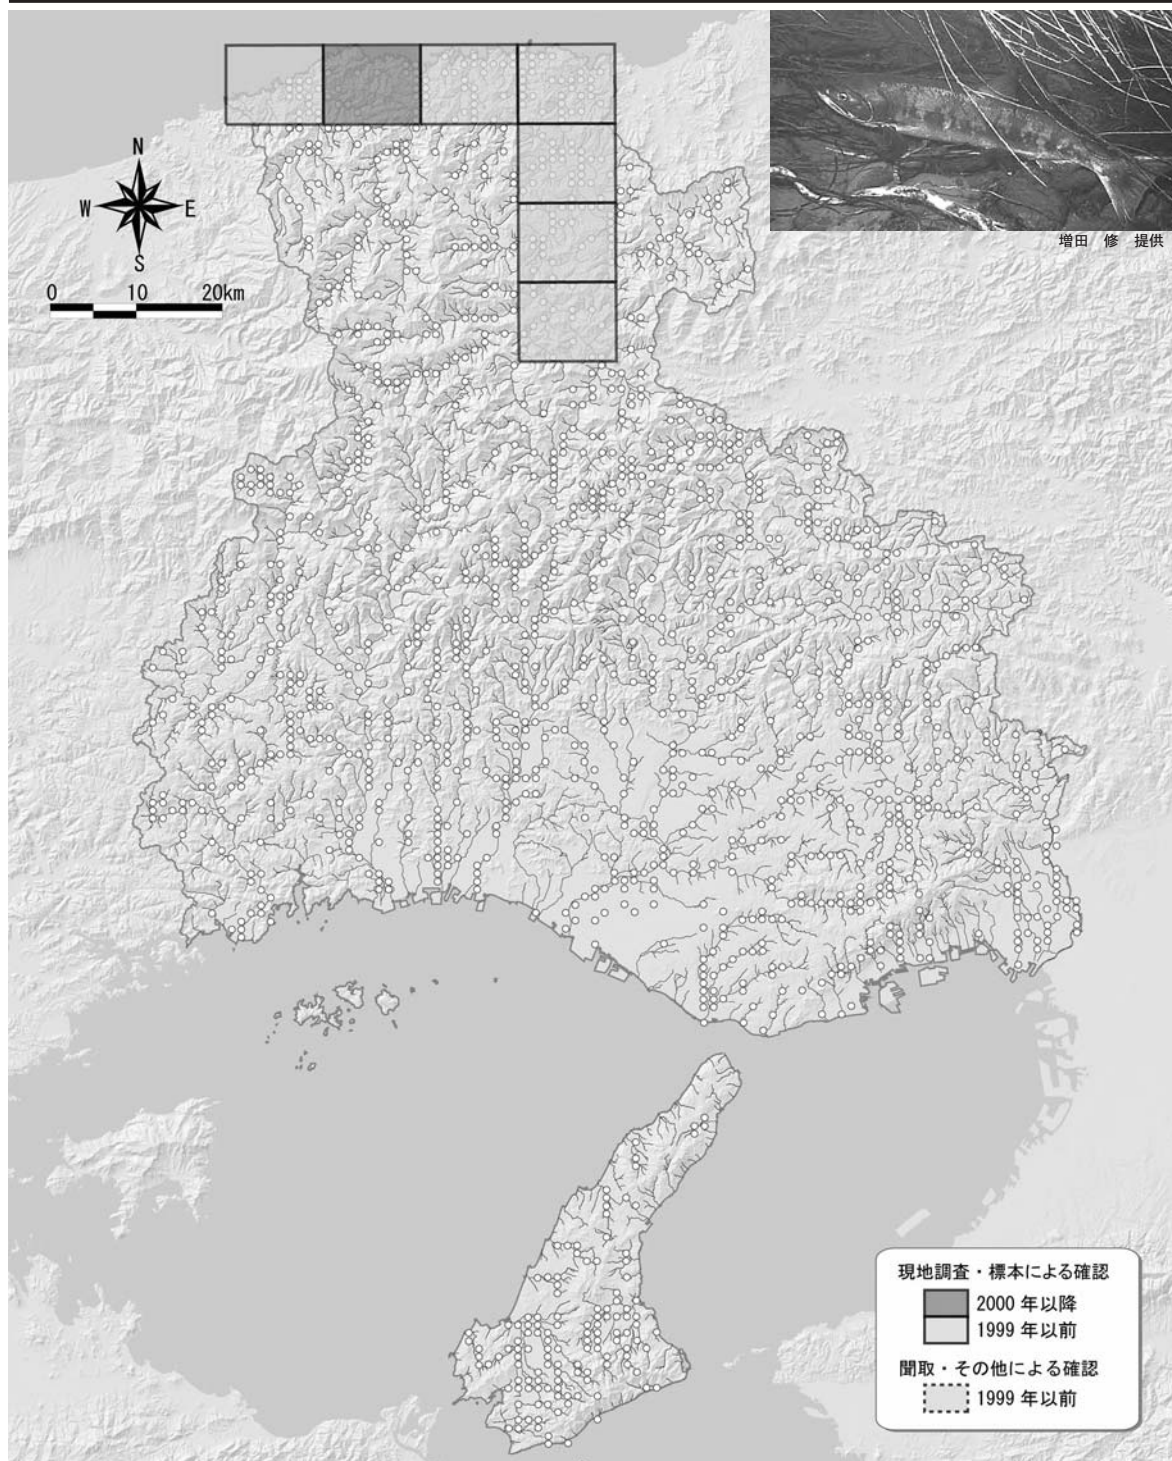 増田 修 提供
N
W E
S
0 10 20km
現地調査・標本による確認
2000 年以降
1999 年以前
聞取・その他による確認
1999 年以前